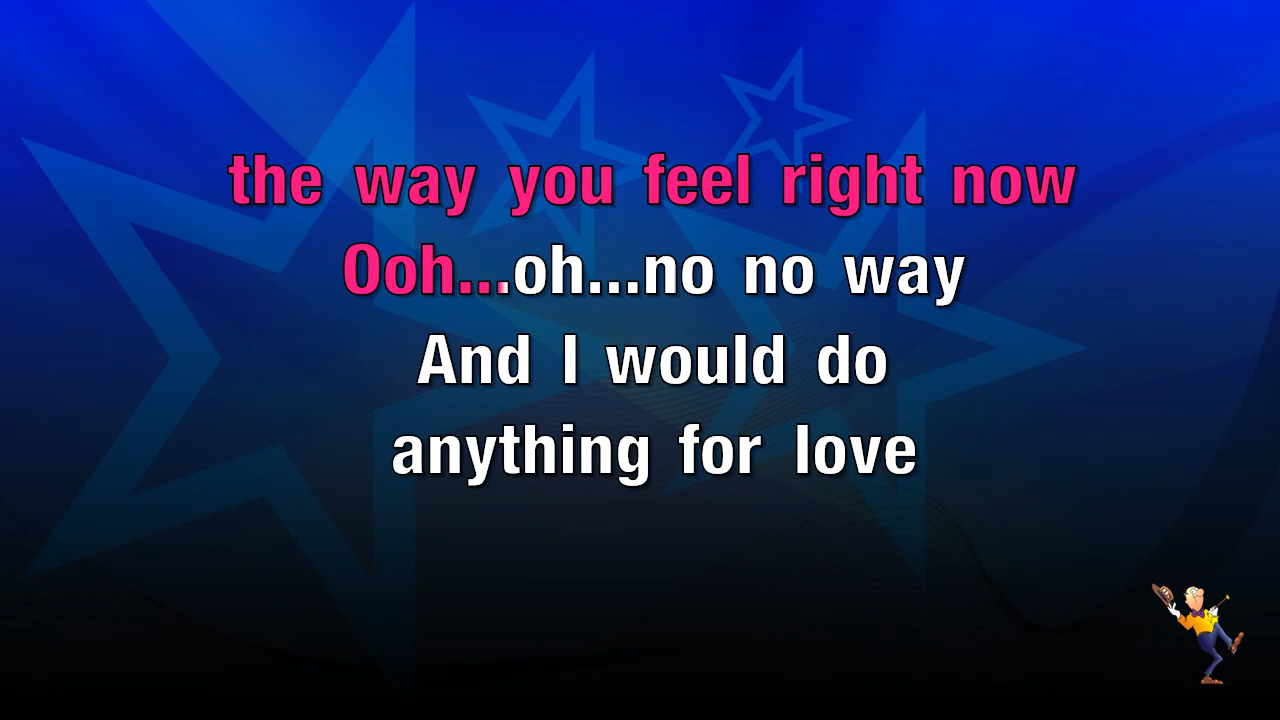 the way you feel right now
Ooh...oh...no no way
And I would do
anything for love